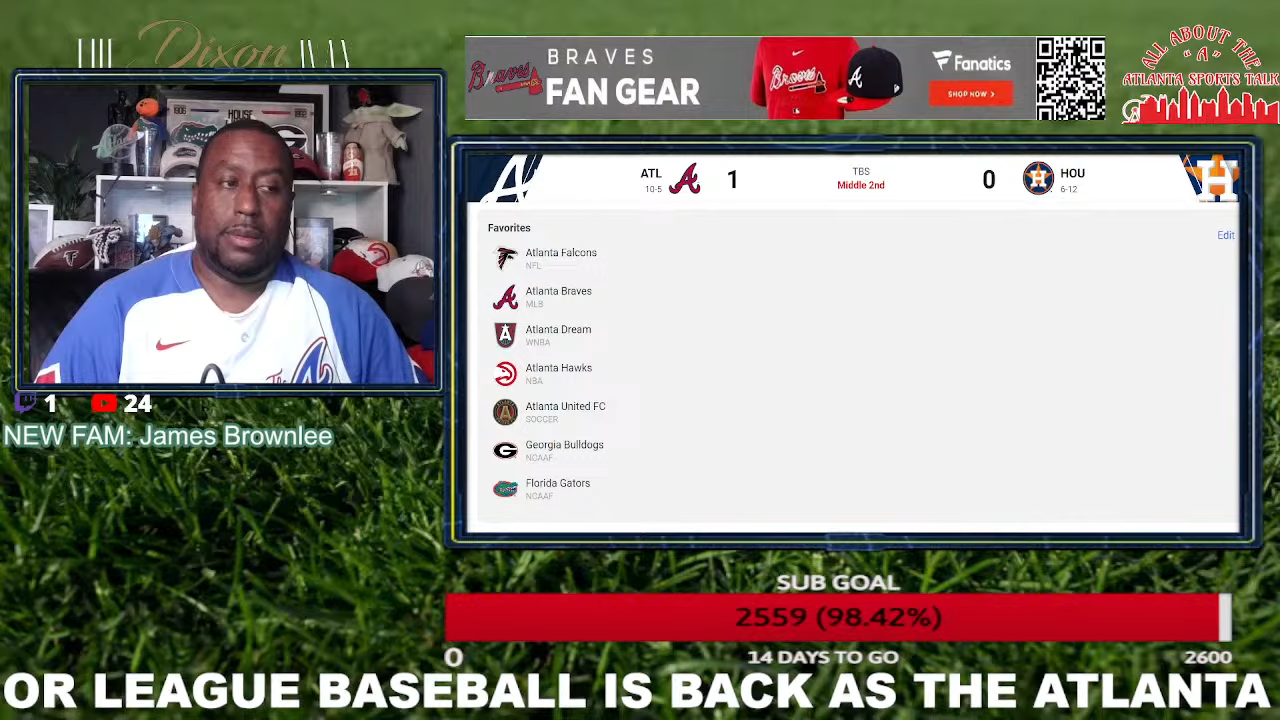 Dixon
BRAVES
FAN GEAR
Braves
Braves
A
Fanatics
SHOP NOW >
ALL ABOUT THE
"A"
ATLANTA SPORTS TALK
HOUSE
ATL
10-5
1
TBS
Middle 2nd
0
H
HOU
6-12
H
Favorites
Edit
Atlanta Falcons
NFL
Atlanta Braves
MLB
Atlanta Dream
WNBA
Atlanta Hawks
NBA
Atlanta United FC
SOCCER
Georgia Bulldogs
NCAAF
Florida Gators
NCAAF
1
24
NEW FAM: James Brownlee
SUB GOAL
2559 (98.42%)
0
14 DAYS TO GO
2600
OR LEAGUE BASEBALL IS BACK AS THE ATLANTA